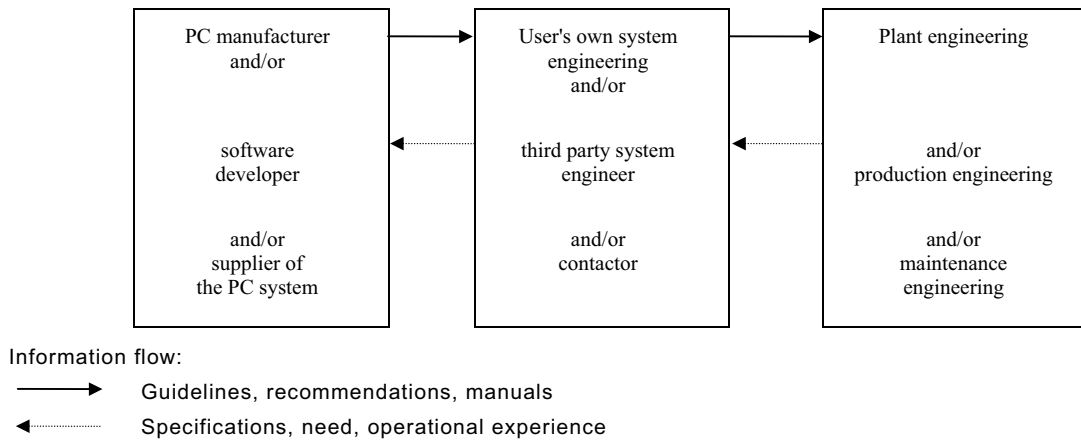 PC manufacturer
and/or
software
developer
and/or
supplier of
the PC system
User's own system
engineering
and/or
third party system
engineer
and/or
contactor
Plant engineering
and/or
production engineering
and/or
maintenance
engineering
Information flow:
Guidelines, recommendations, manuals
Specifications, need, operational experience